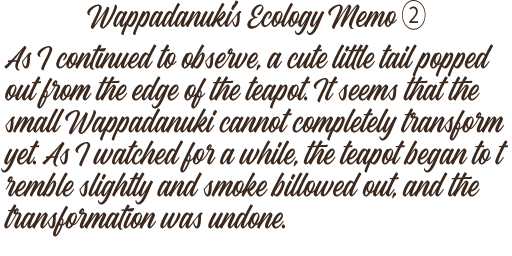 Wappadanuki's Ecology Memo ②
As I continued to observe, a cute little tail popped
out from the edge of the teapot. It seems that the
small Wappadanuki cannot completely transform
yet. As I watched for a while, the teapot began to t
remble slightly and smoke billowed out, and the
transformation was undone.